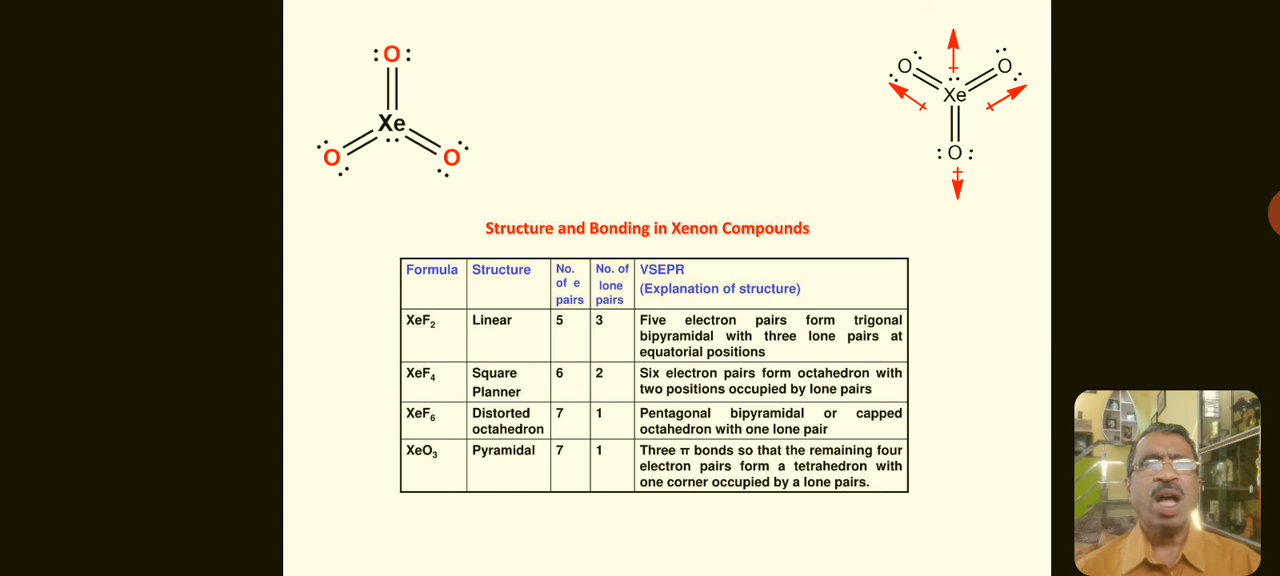 :O:
Xe
O
O
O
O
Xe
:O:
Structure and Bonding in Xenon Compounds
Formula
Structure
No.
of e
pairs
No. of
lone
pairs
VSEPR
(Explanation of structure)
XeF₂
Linear
5
3
Five electron pairs form trigonal
bipyramidal with three lone pairs at
equatorial positions
XeF₄
Square
Planner
6
2
Six electron pairs form octahedron with
two positions occupied by lone pairs
XeF₆
Distorted
octahedron
7
1
Pentagonal bipyramidal or capped
octahedron with one lone pair
XeO₃
Pyramidal
7
1
Three π bonds so that the remaining four
electron pairs form a tetrahedron with
one corner occupied by a lone pairs.